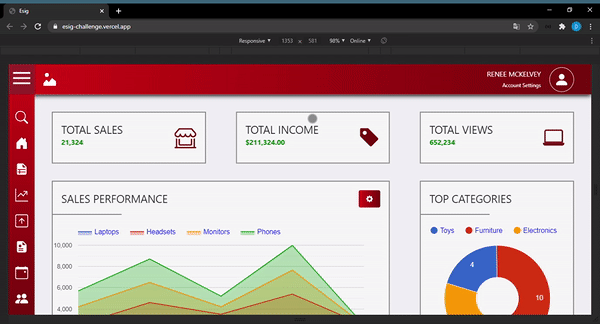 Esig
esig-challenge.vercel.app
Responsive 1353 × 581 98% Online
RENEE MCKELVEY
Account Settings
TOTAL SALES
21,324
TOTAL INCOME
$211,324.00
TOTAL VIEWS
652,234
SALES PERFORMANCE
Laptops Headsets Monitors Phones
10,000
8,000
6,000
4,000
TOP CATEGORIES
Toys Furniture Electronics
4
10